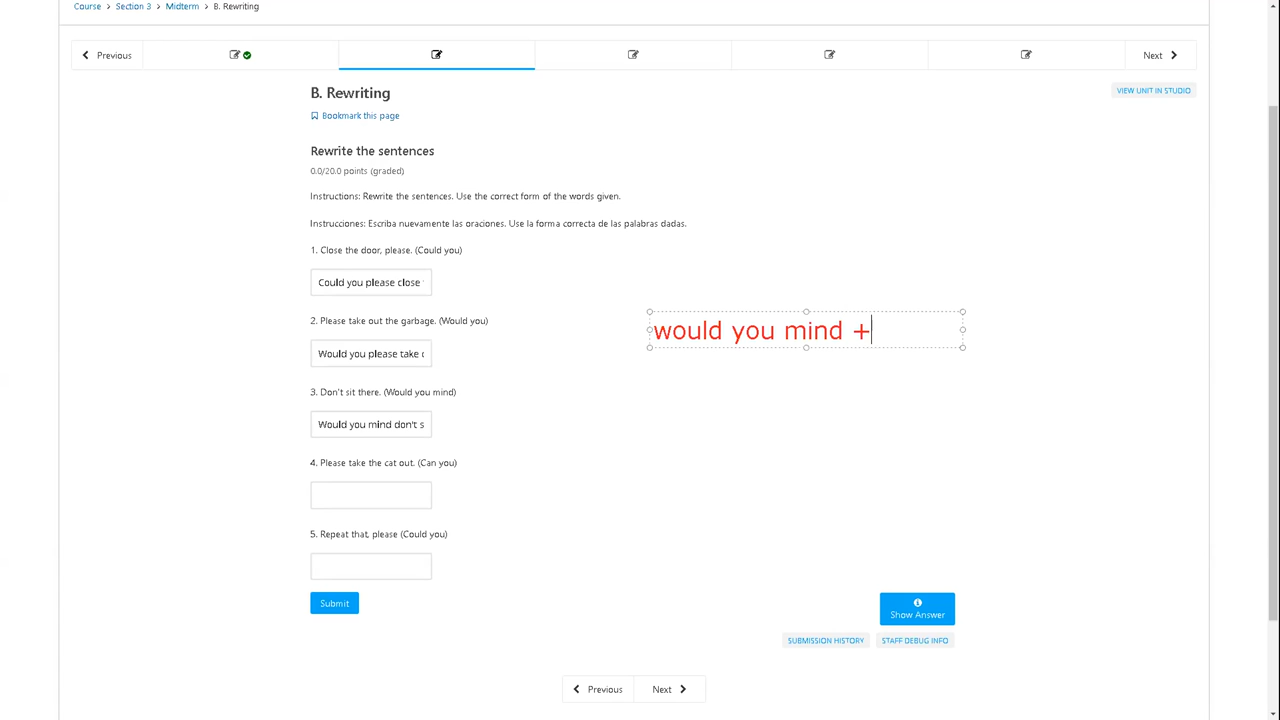 Course > Section 3 > Midterm > B. Rewriting
Previous
Next
B. Rewriting
VIEW UNIT IN STUDIO
Bookmark this page
Rewrite the sentences
0.0/20.0 points (graded)
Instructions: Rewrite the sentences. Use the correct form of the words given.
Instrucciones: Escriba nuevamente las oraciones. Use la forma correcta de las palabras dadas.
1. Close the door, please. (Could you)
Could you please close
2. Please take out the garbage. (Would you)
would you mind +
Would you please take
3. Don't sit there. (Would you mind)
Would you mind don't s
4. Please take the cat out. (Can you)
5. Repeat that, please (Could you)
Submit
Show Answer
SUBMISSION HISTORY
STAFF DEBUG INFO
Previous
Next